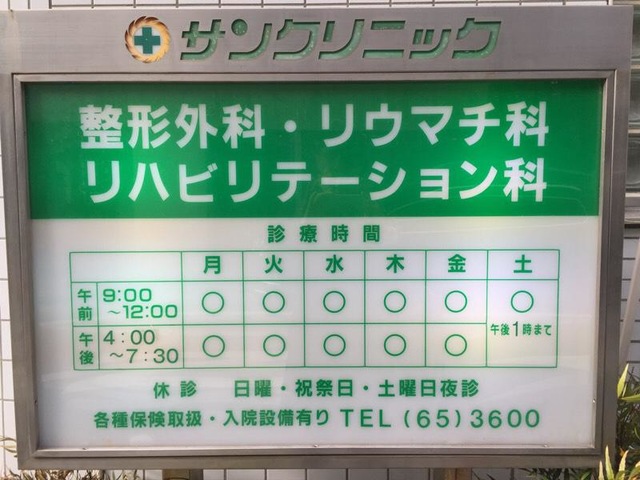 サンクリニック
整形外科・リウマチ科
リハビリテーション科
診療時間
月 火 水 木 金 土
午前 9:00～12:00 ○ ○ ○ ○ ○ ○ 午後1時まで
午後 4:00～7:30 ○ ○ ○ ○ ○
休診 日曜・祝祭日・土曜日夜診
各種保険取扱・入院設備有り TEL (65)3600